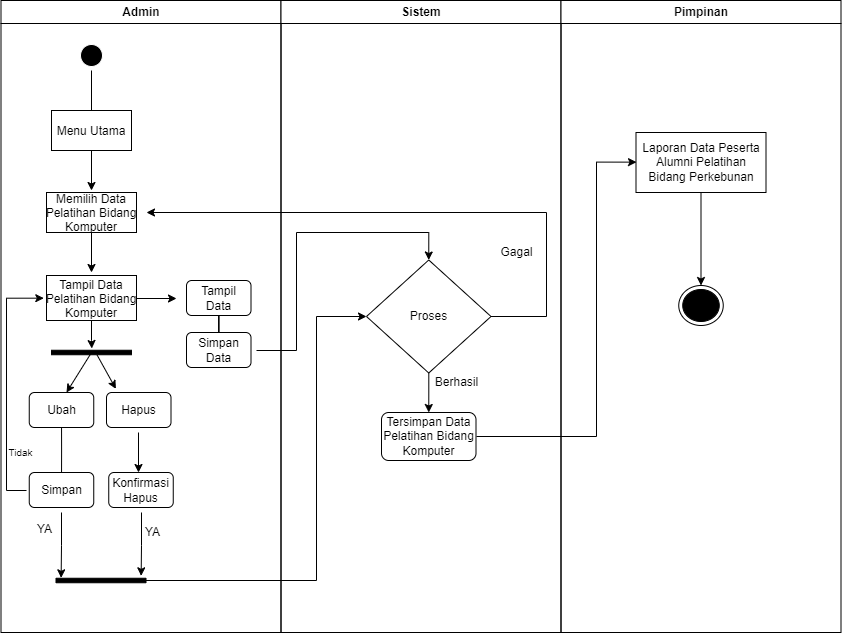 Admin
Sistem
Pimpinan
Menu Utama
Memilih Data
Pelatihan Bidang
Komputer
Tampil Data
Pelatihan Bidang
Komputer
Tampil
Data
Simpan
Data
Ubah
Hapus
Tidak
Simpan
Konfirmasi
Hapus
YA
YA
Gagal
Proses
Berhasil
Tersimpan Data
Pelatihan Bidang
Komputer
Laporan Data Peserta
Alumni Pelatihan
Bidang Perkebunan